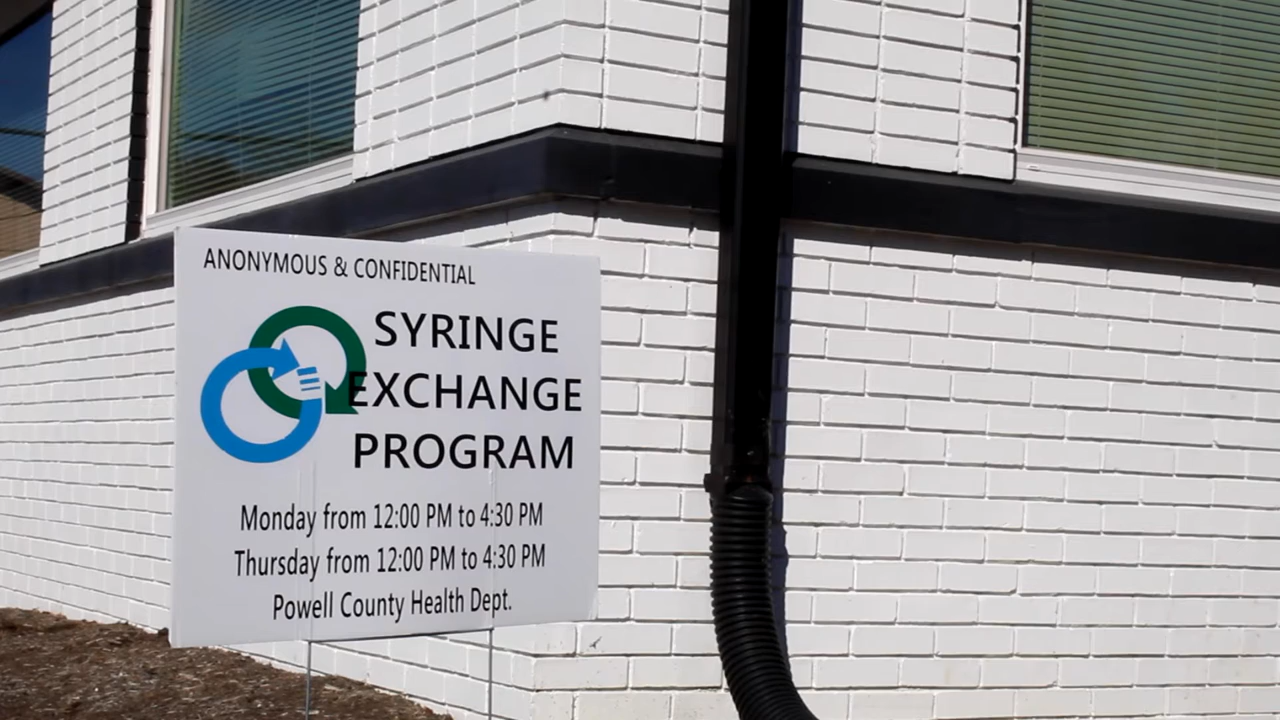 ANONYMOUS & CONFIDENTIAL
SYRINGE
EXCHANGE
PROGRAM
Monday from 12:00 PM to 4:30 PM
Thursday from 12:00 PM to 4:30 PM
Powell County Health Dept.